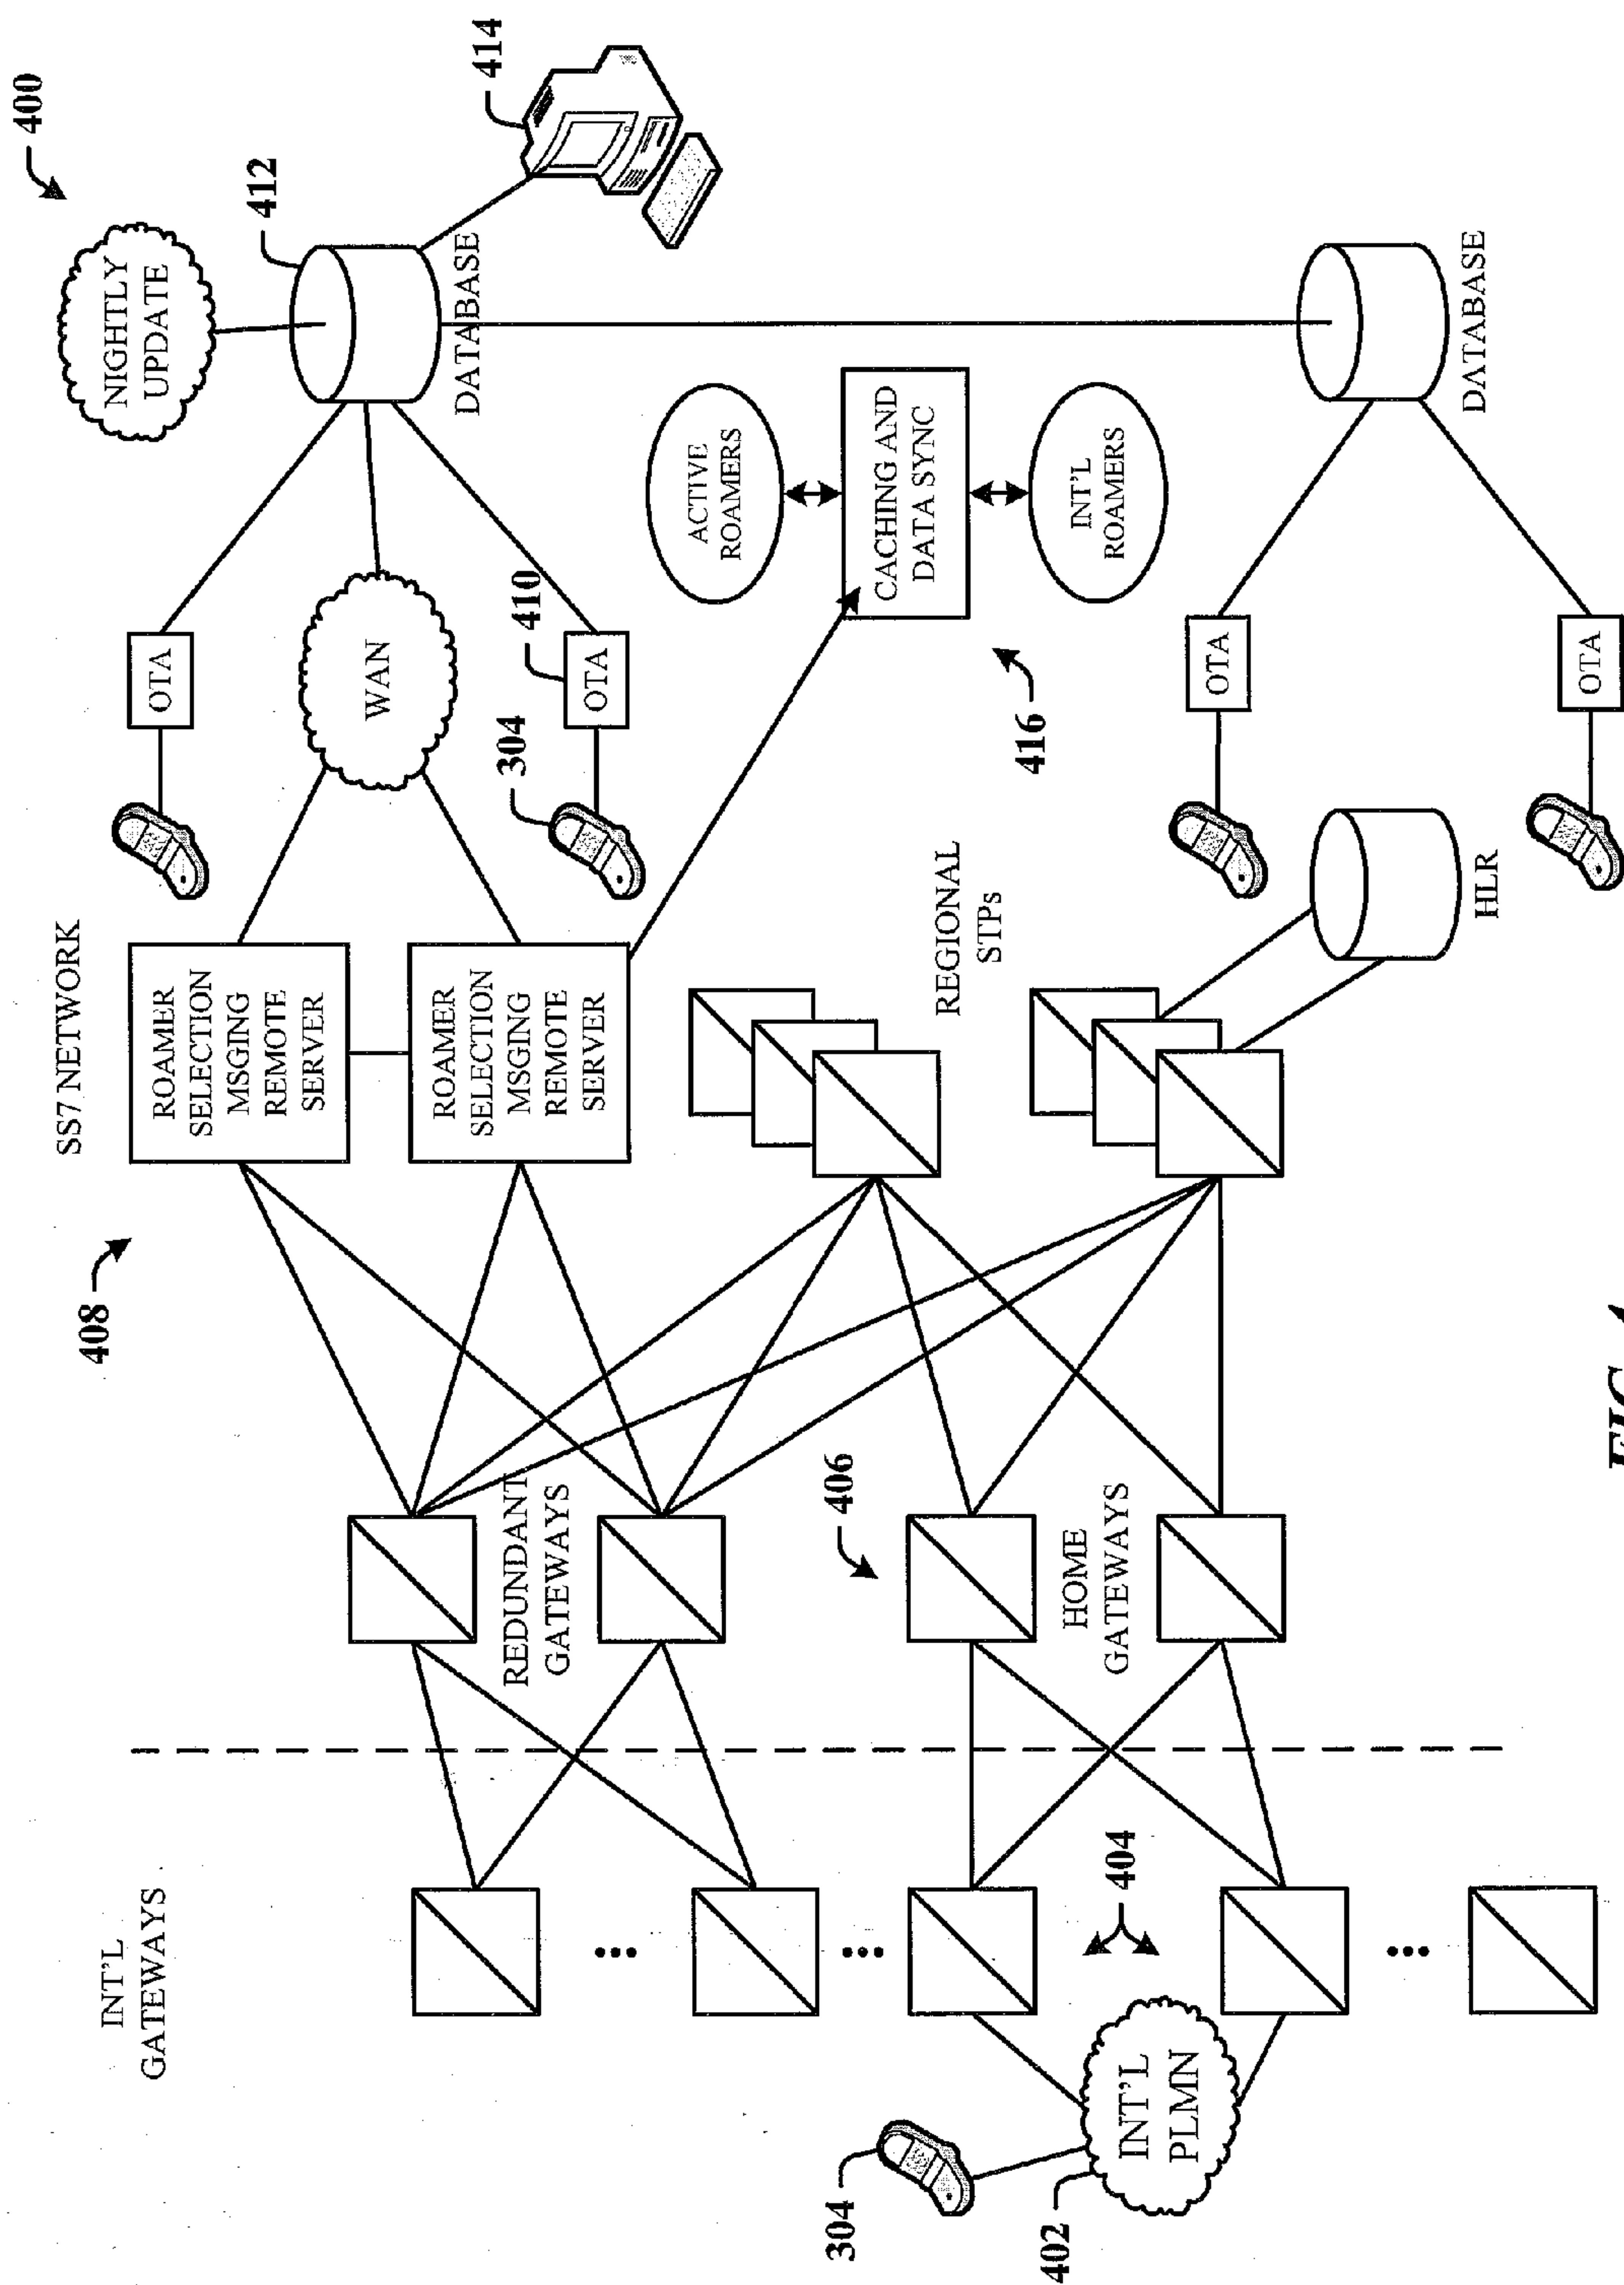 400
NIGHTLY
UPDATE
412
414
DATABASE
OTA
WAN
410
OTA
304
SS7 NETWORK
ROAMER
SELECTION
MSGING
REMOTE
SERVER
ROAMER
SELECTION
MSGING
REMOTE
SERVER
408
ACTIVE
ROAMERS
CACHING AND
DATA SYNC
INT'L
ROAMERS
416
DATABASE
OTA
OTA
REGIONAL
STPs
HLR
REDUNDANT
GATEWAYS
406
HOME
GATEWAYS
INT'L
GATEWAYS
404
304
402
INT'L
PLMN